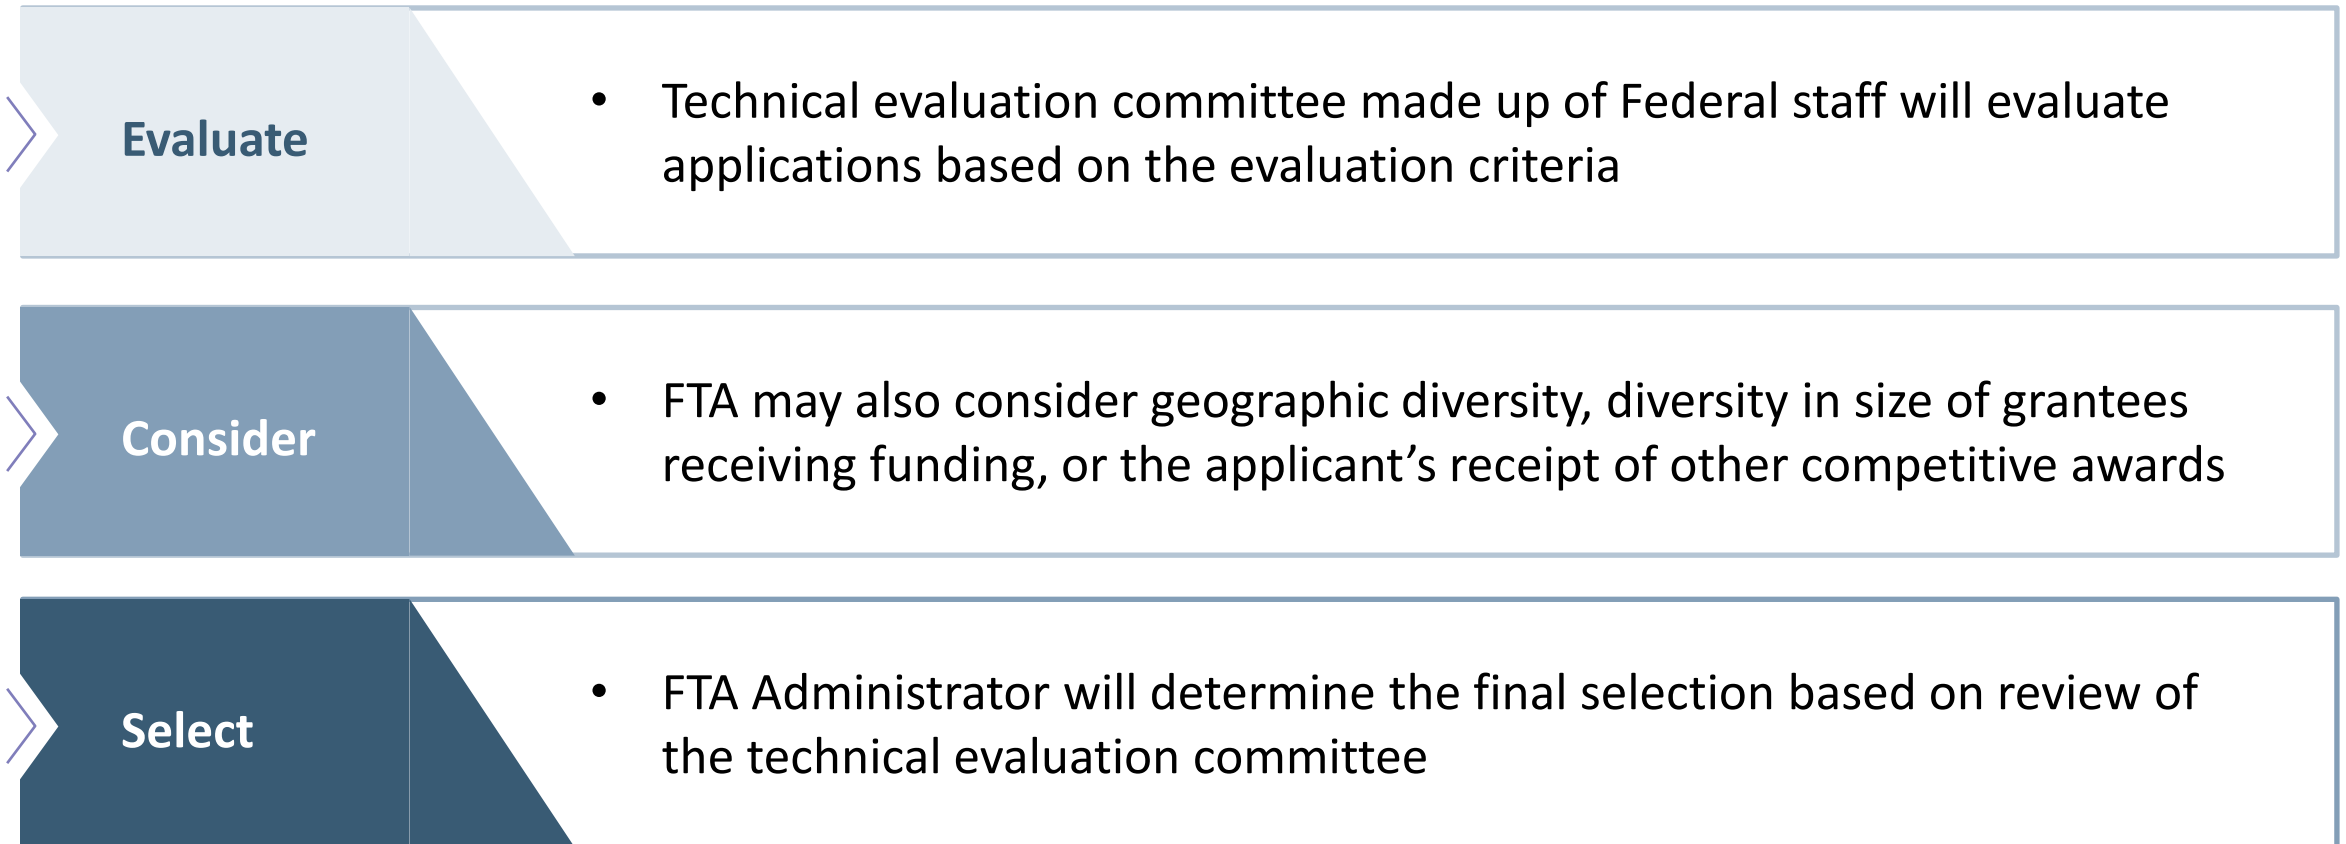 Evaluate
• Technical evaluation committee made up of Federal staff will evaluate
applications based on the evaluation criteria
Consider
• FTA may also consider geographic diversity, diversity in size of grantees
receiving funding, or the applicant’s receipt of other competitive awards
Select
• FTA Administrator will determine the final selection based on review of
the technical evaluation committee